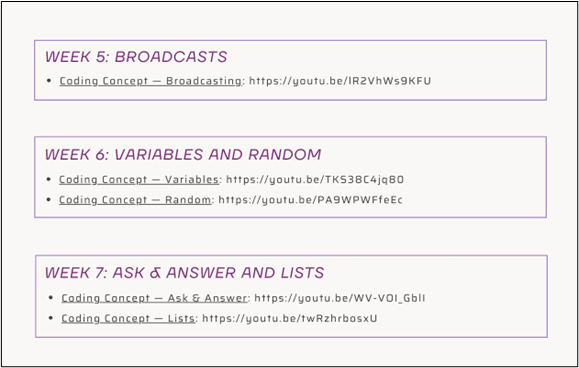 WEEK 5: BROADCASTS
• Coding Concept — Broadcasting: https://youtu.be/lR2VhWs9KFU
WEEK 6: VARIABLES AND RANDOM
• Coding Concept — Variables: https://youtu.be/TKS38C4jq80
• Coding Concept — Random: https://youtu.be/PA9WPWFfeEc
WEEK 7: ASK & ANSWER AND LISTS
• Coding Concept — Ask & Answer: https://youtu.be/WV-VOI_GblI
• Coding Concept — Lists: https://youtu.be/twRzhrbosxU